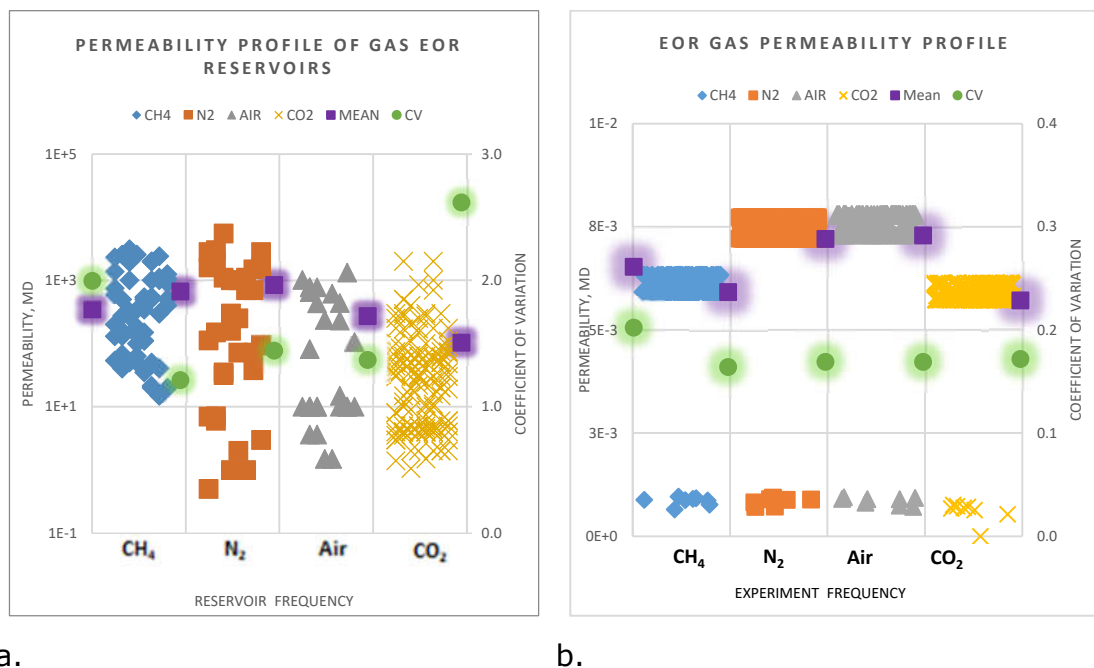 PERMEABILITY PROFILE OF GAS EOR
RESERVOIRS
CH4 N2 AIR CO2 MEAN CV
1E+5
1E+3
1E+1
1E-1
PERMEABILITY, MD
3.0
2.0
1.0
0.0
COEFFICIENT OF VARIATION
CH₄ N₂ Air CO₂
RESERVOIR FREQUENCY
a.
EOR GAS PERMEABILITY PROFILE
CH4 N2 AIR CO2 Mean CV
1E-2
8E-3
5E-3
3E-3
0E+0
PERMEABILITY, MD
0.4
0.3
0.2
0.1
0.0
COEFFICIENT OF VARIATION
CH₄ N₂ Air CO₂
EXPERIMENT FREQUENCY
b.